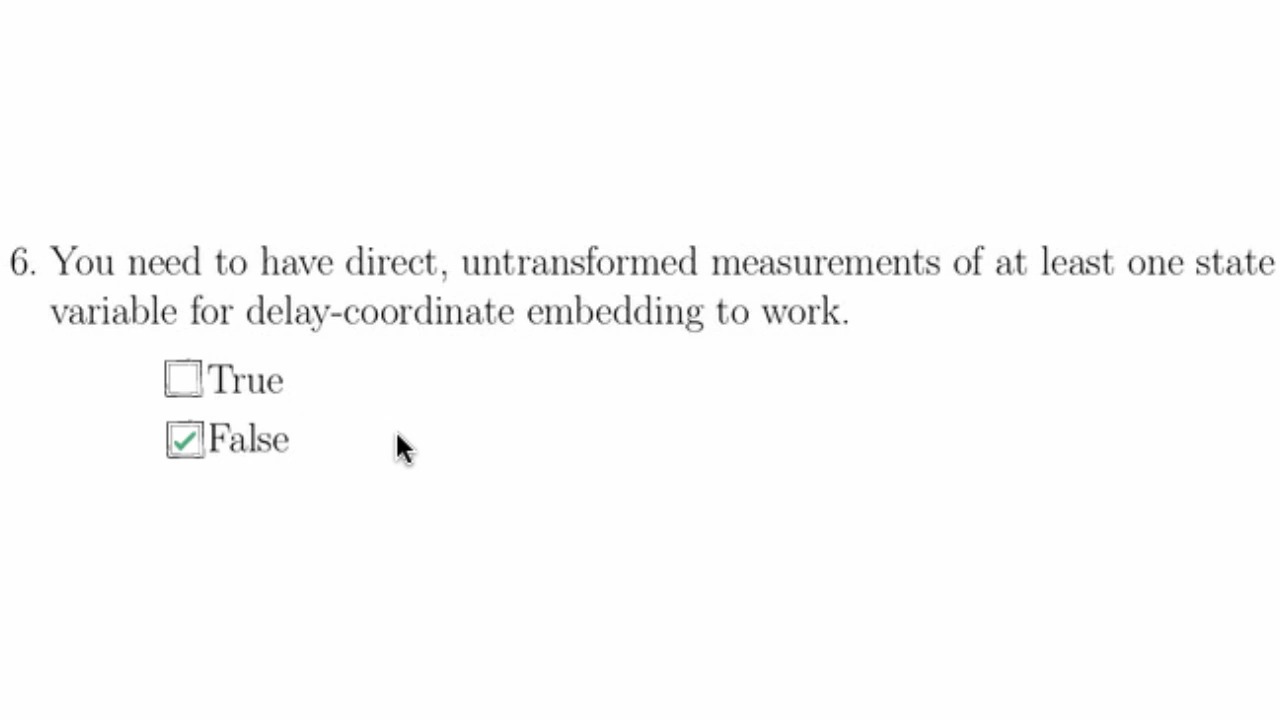 6. You need to have direct, untransformed measurements of at least one state
variable for delay-coordinate embedding to work.
True
False